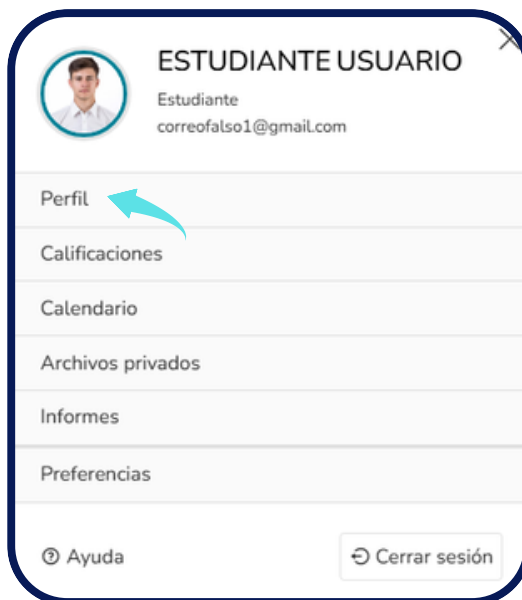 ESTUDIANTE USUARIO
Estudiante
correofalso1@gmail.com
Perfil
Calificaciones
Calendario
Archivos privados
Informes
Preferencias
Ayuda
Cerrar sesión